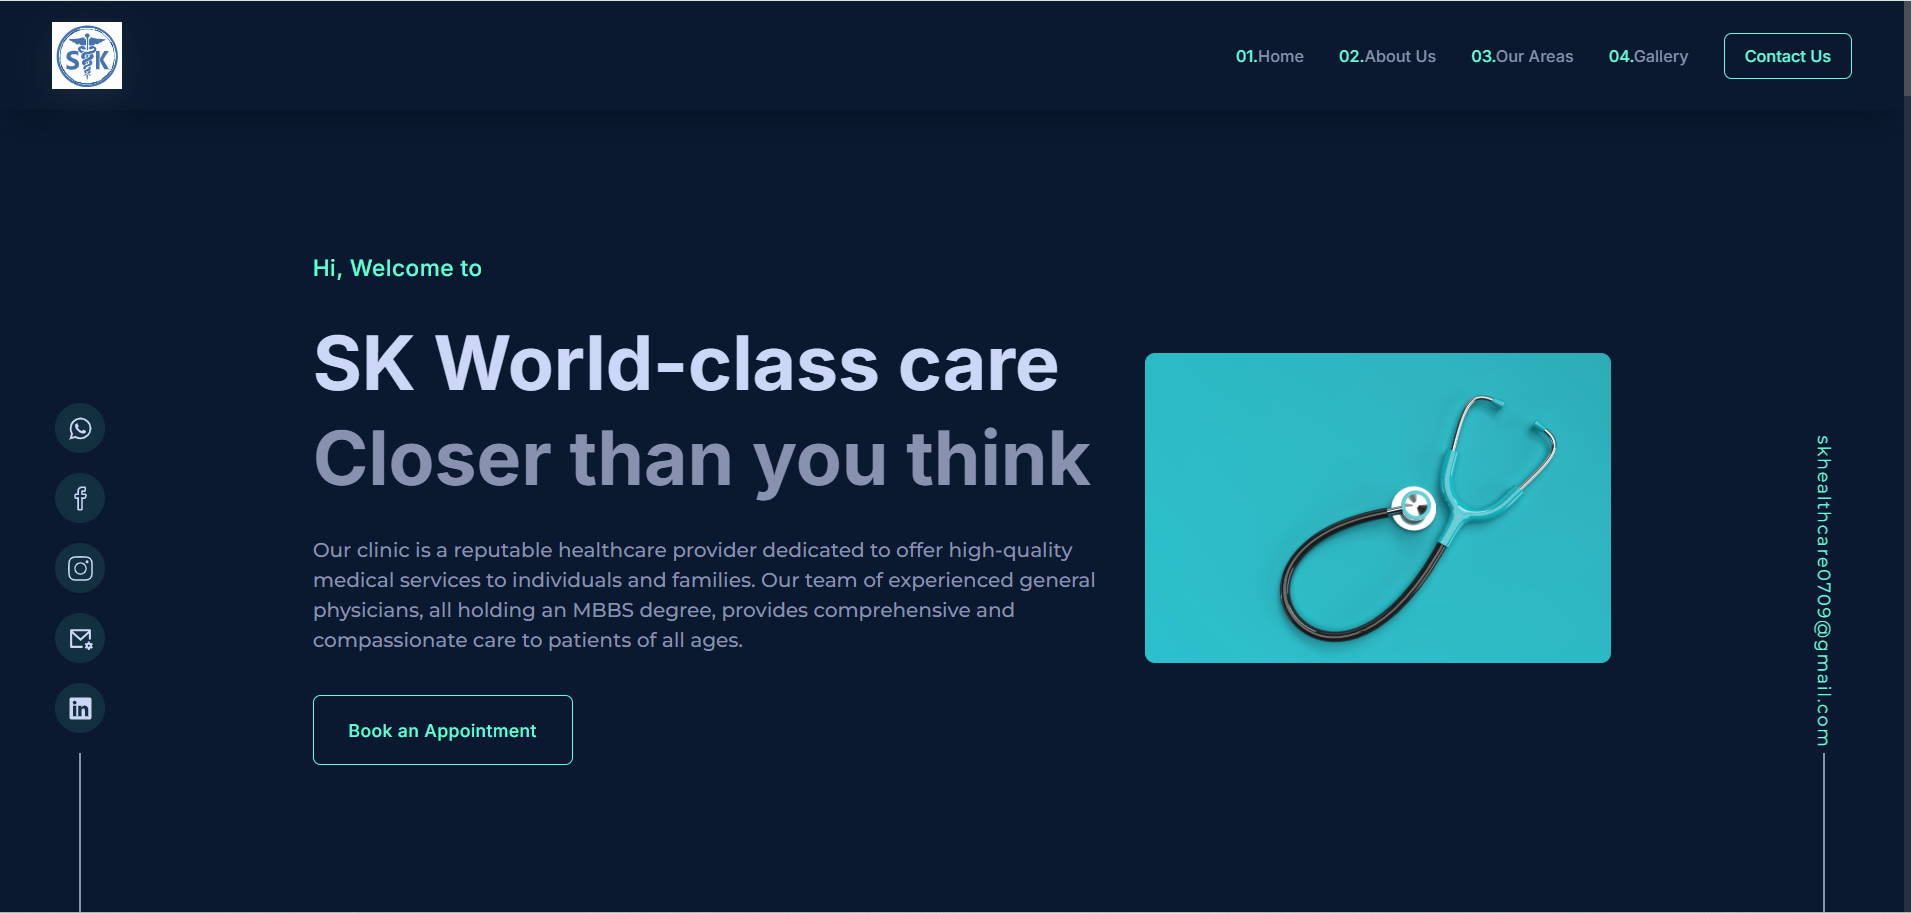 SK
01.Home
02.About Us
03.Our Areas
04.Gallery
Contact Us
Hi, Welcome to
SK World-class care
Closer than you think
Our clinic is a reputable healthcare provider dedicated to offer high-quality
medical services to individuals and families. Our team of experienced general
physicians, all holding an MBBS degree, provides comprehensive and
compassionate care to patients of all ages.
Book an Appointment
skhealthcare0709@gmail.com